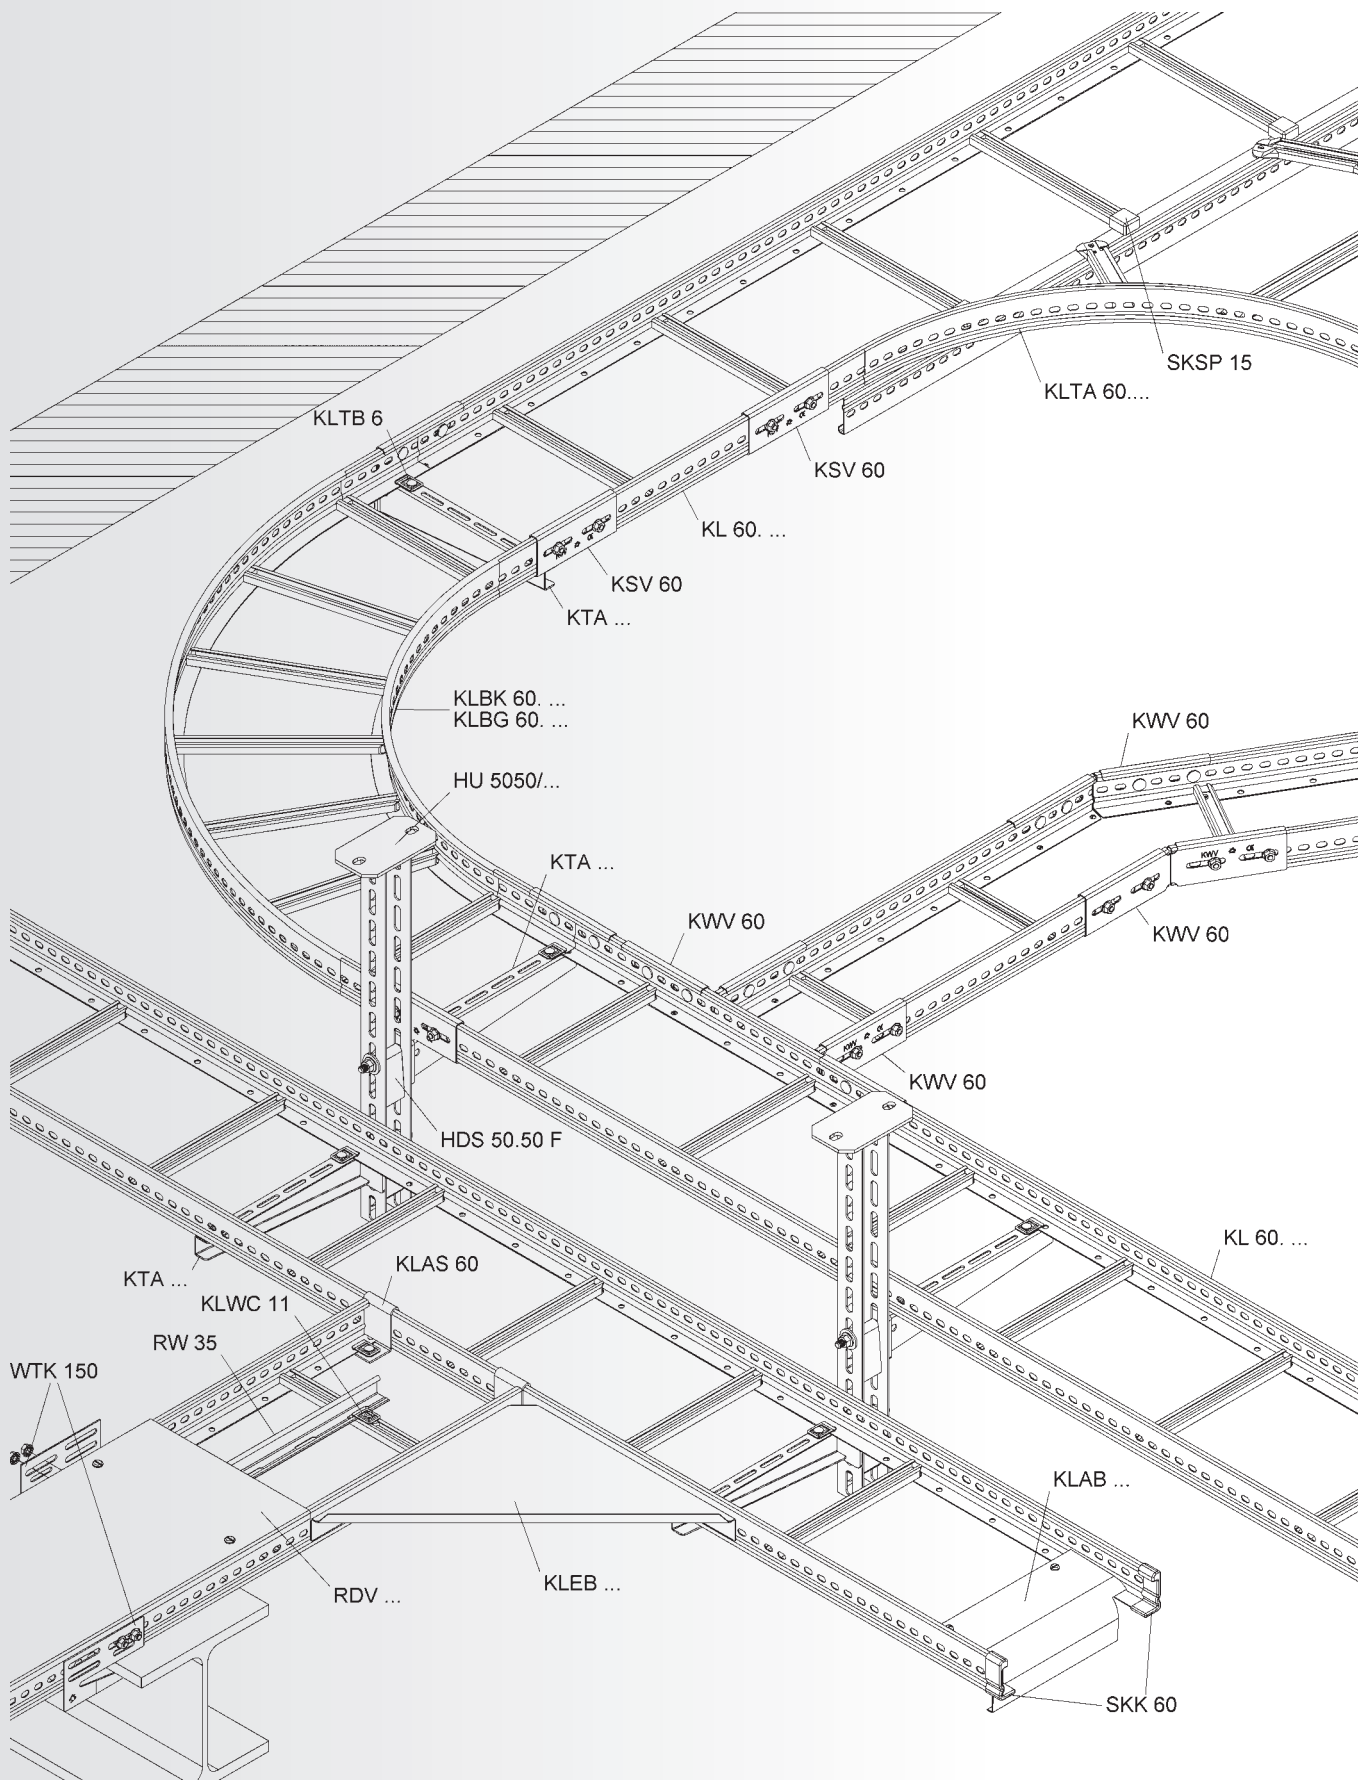 SKSP 15
KLTA 60....
KLTB 6
KSV 60
KL 60. ...
KSV 60
KTA ...
KLBK 60. ...
KLBG 60. ...
KWV 60
HU 5050/...
KTA ...
KWV
KWV 60
KWV 60
KWV
KWV 60
HDS 50.50 F
KL 60. ...
KLAS 60
KTA ...
KLWC 11
RW 35
WTK 150
KLAB ...
KLEB ...
RDV ...
SKK 60